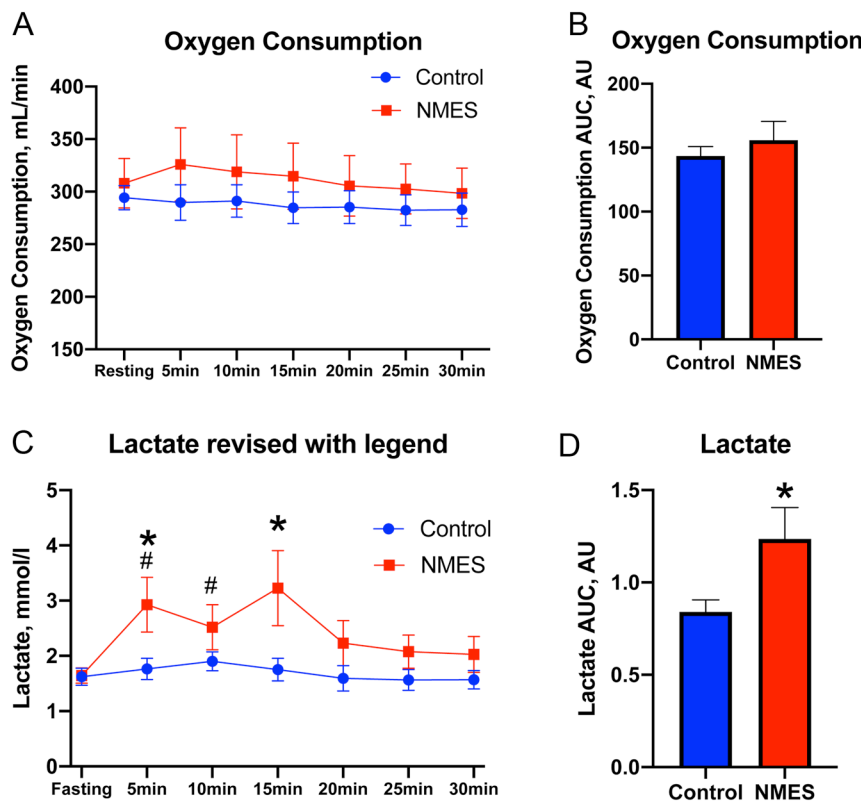 A
Oxygen Consumption
Oxygen Consumption, mL/min
400
350
300
250
200
150
Control
NMES
Resting 5min 10min 15min 20min 25min 30min
B
Oxygen Consumption
Oxygen Consumption AUC, AU
200
150
100
50
0
Control NMES
C
Lactate revised with legend
Lactate, mmol/l
5
4
3
2
1
0
*
#
#
*
Control
NMES
Fasting 5min 10min 15min 20min 25min 30min
D
Lactate
Lactate AUC, AU
1.5
1.0
0.5
0.0
*
Control NMES